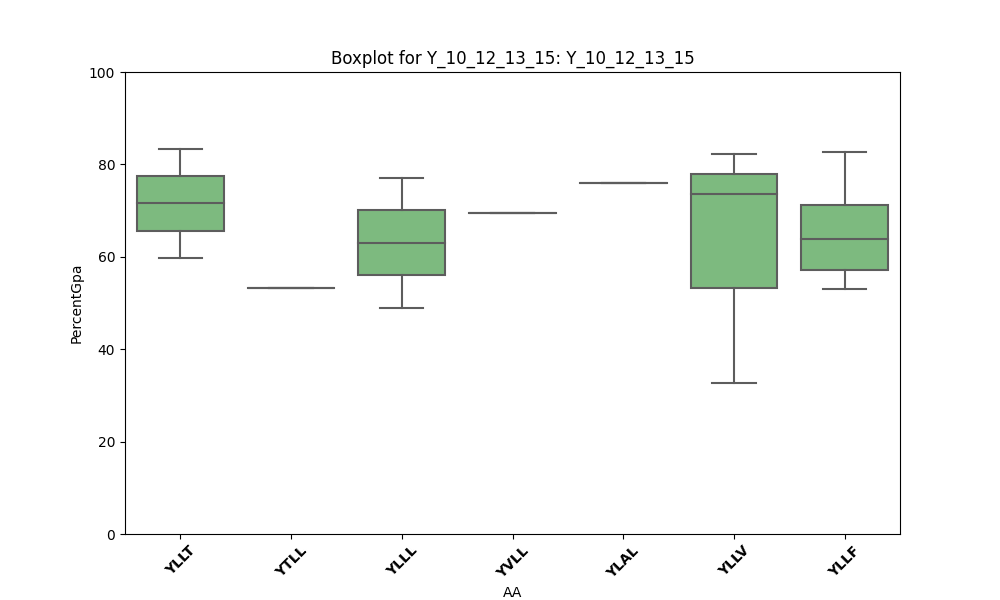 Boxplot for Y_10_12_13_15: Y_10_12_13_15
100
80
60
40
20
0
PercentGpa
YLLT YTLL YLLL YVLL YLAL YLLV YLLF
AA